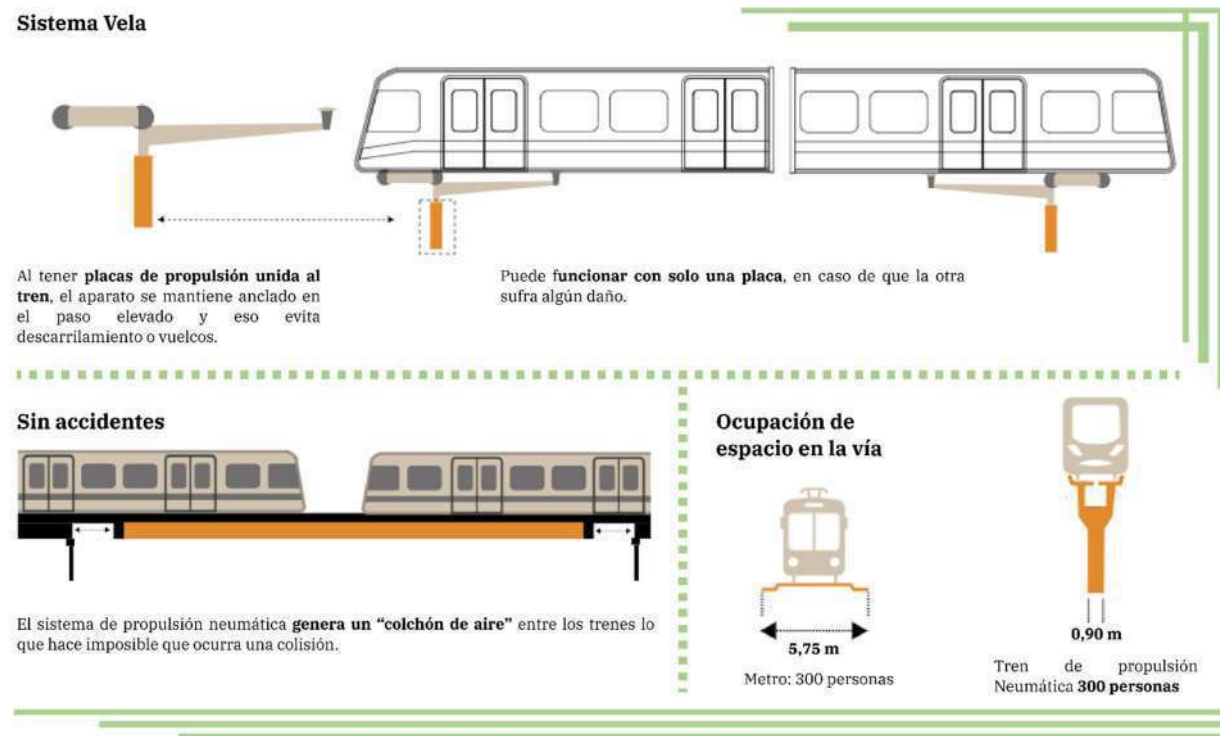 Sistema Vela
Al tener placas de propulsión unida al
tren, el aparato se mantiene anclado en
el paso elevado y eso evita
descarrilamiento o vuelcos.
Puede funcionar con solo una placa, en caso de que la otra
sufra algún daño.
Sin accidentes
El sistema de propulsión neumática genera un “colchón de aire” entre los trenes lo
que hace imposible que ocurra una colisión.
Ocupación de
espacio en la vía
5,75 m
Metro: 300 personas
0,90 m
Tren de propulsión
Neumática 300 personas